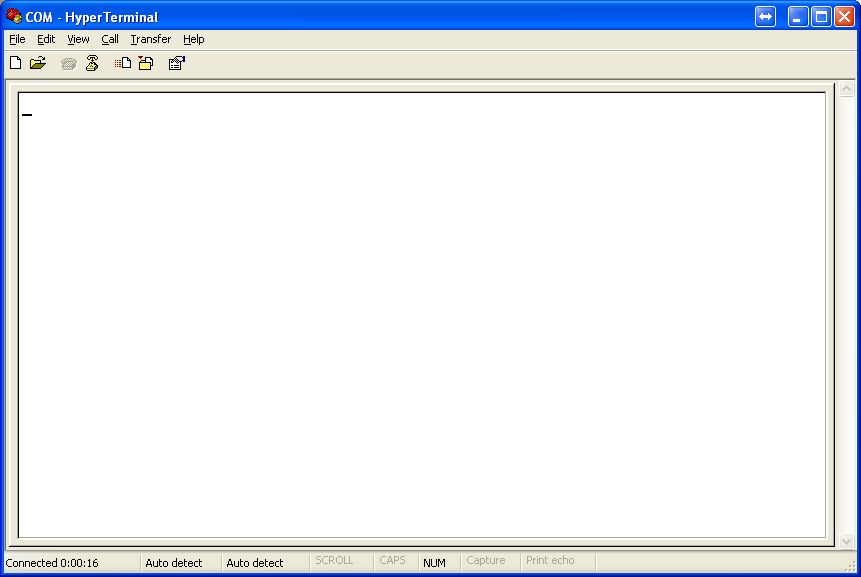 COM - HyperTerminal
File Edit View Call Transfer Help
_
Connected 0:00:16 Auto detect Auto detect SCROLL CAPS NUM Capture Print echo